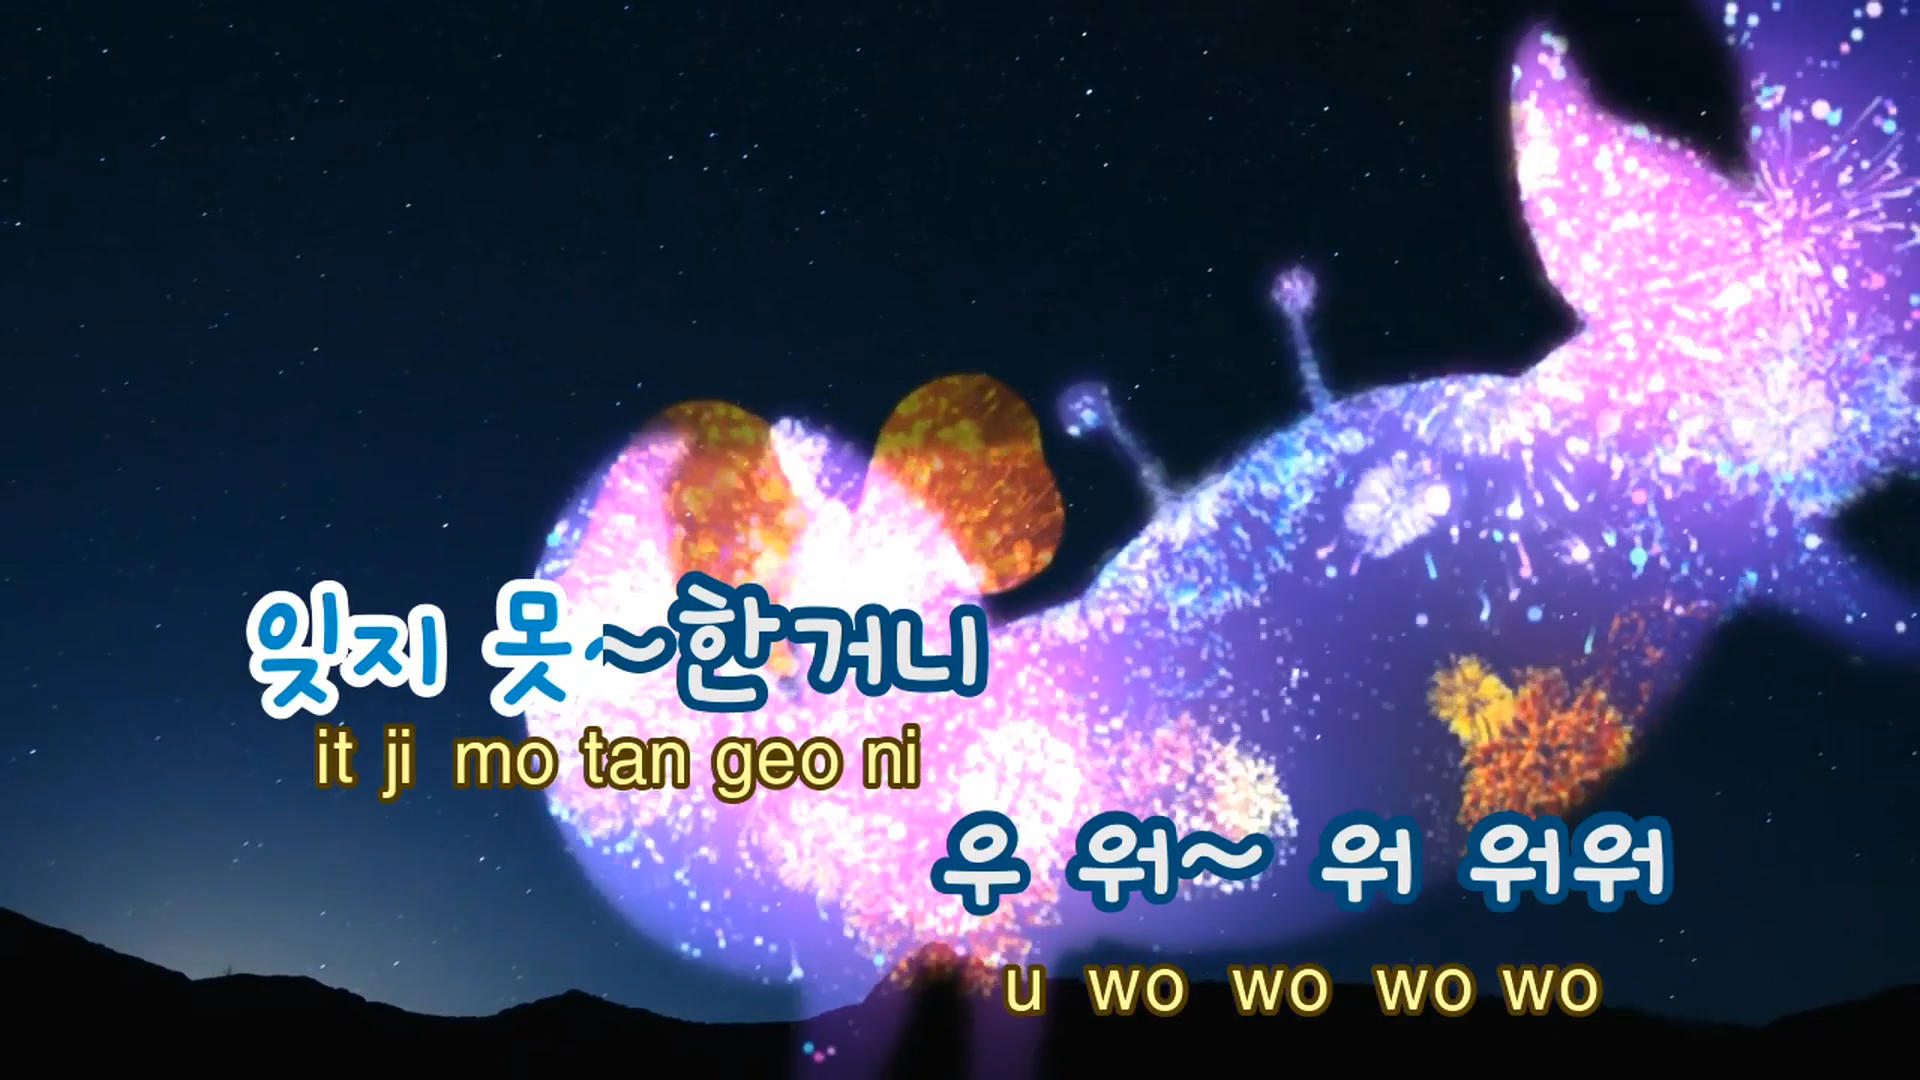 잊지 못~한거니
it ji mo tan geo ni
우 워~ 워 워워
u wo wo wo wo